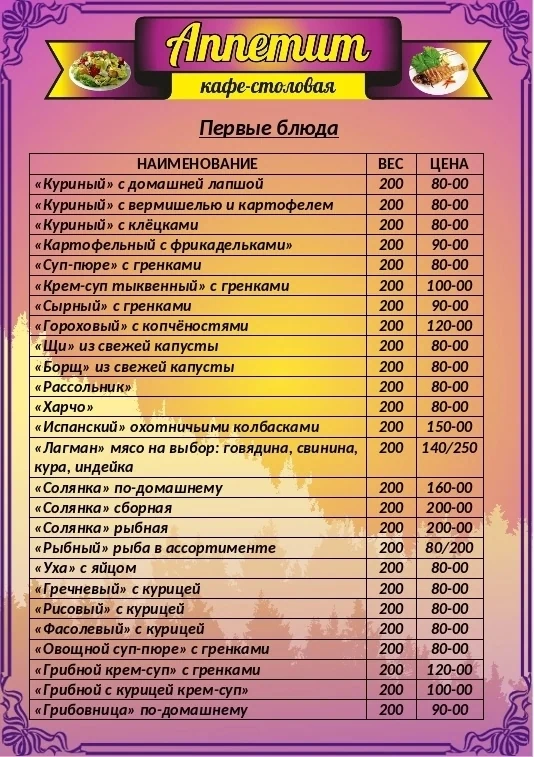 Аппетит
кафе-столовая
Первые блюда
НАИМЕНОВАНИЕ ВЕС ЦЕНА
«Куриный» с домашней лапшой 200 80-00
«Куриный» с вермишелью и картофелем 200 80-00
«Куриный» с клёцками 200 80-00
«Картофельный с фрикадельками» 200 90-00
«Суп-пюре» с гренками 200 80-00
«Крем-суп тыквенный» с гренками 200 100-00
«Сырный» с гренками 200 90-00
«Гороховый» с копчёностями 200 120-00
«Щи» из свежей капусты 200 80-00
«Борщ» из свежей капусты 200 80-00
«Рассольник» 200 80-00
«Харчо» 200 80-00
«Испанский» охотничьими колбасками 200 150-00
«Лагман» мясо на выбор: говядина, свинина, 200 140/250
кура, индейка
«Солянка» по-домашнему 200 160-00
«Солянка» сборная 200 200-00
«Солянка» рыбная 200 200-00
«Рыбный» рыба в ассортименте 200 80/200
«Уха» с яйцом 200 80-00
«Гречневый» с курицей 200 80-00
«Рисовый» с курицей 200 80-00
«Фасолевый» с курицей 200 80-00
«Овощной суп-пюре» с гренками 200 80-00
«Грибной крем-суп» с гренками 200 120-00
«Грибной с курицей крем-суп» 200 100-00
«Грибовница» по-домашнему 200 90-00